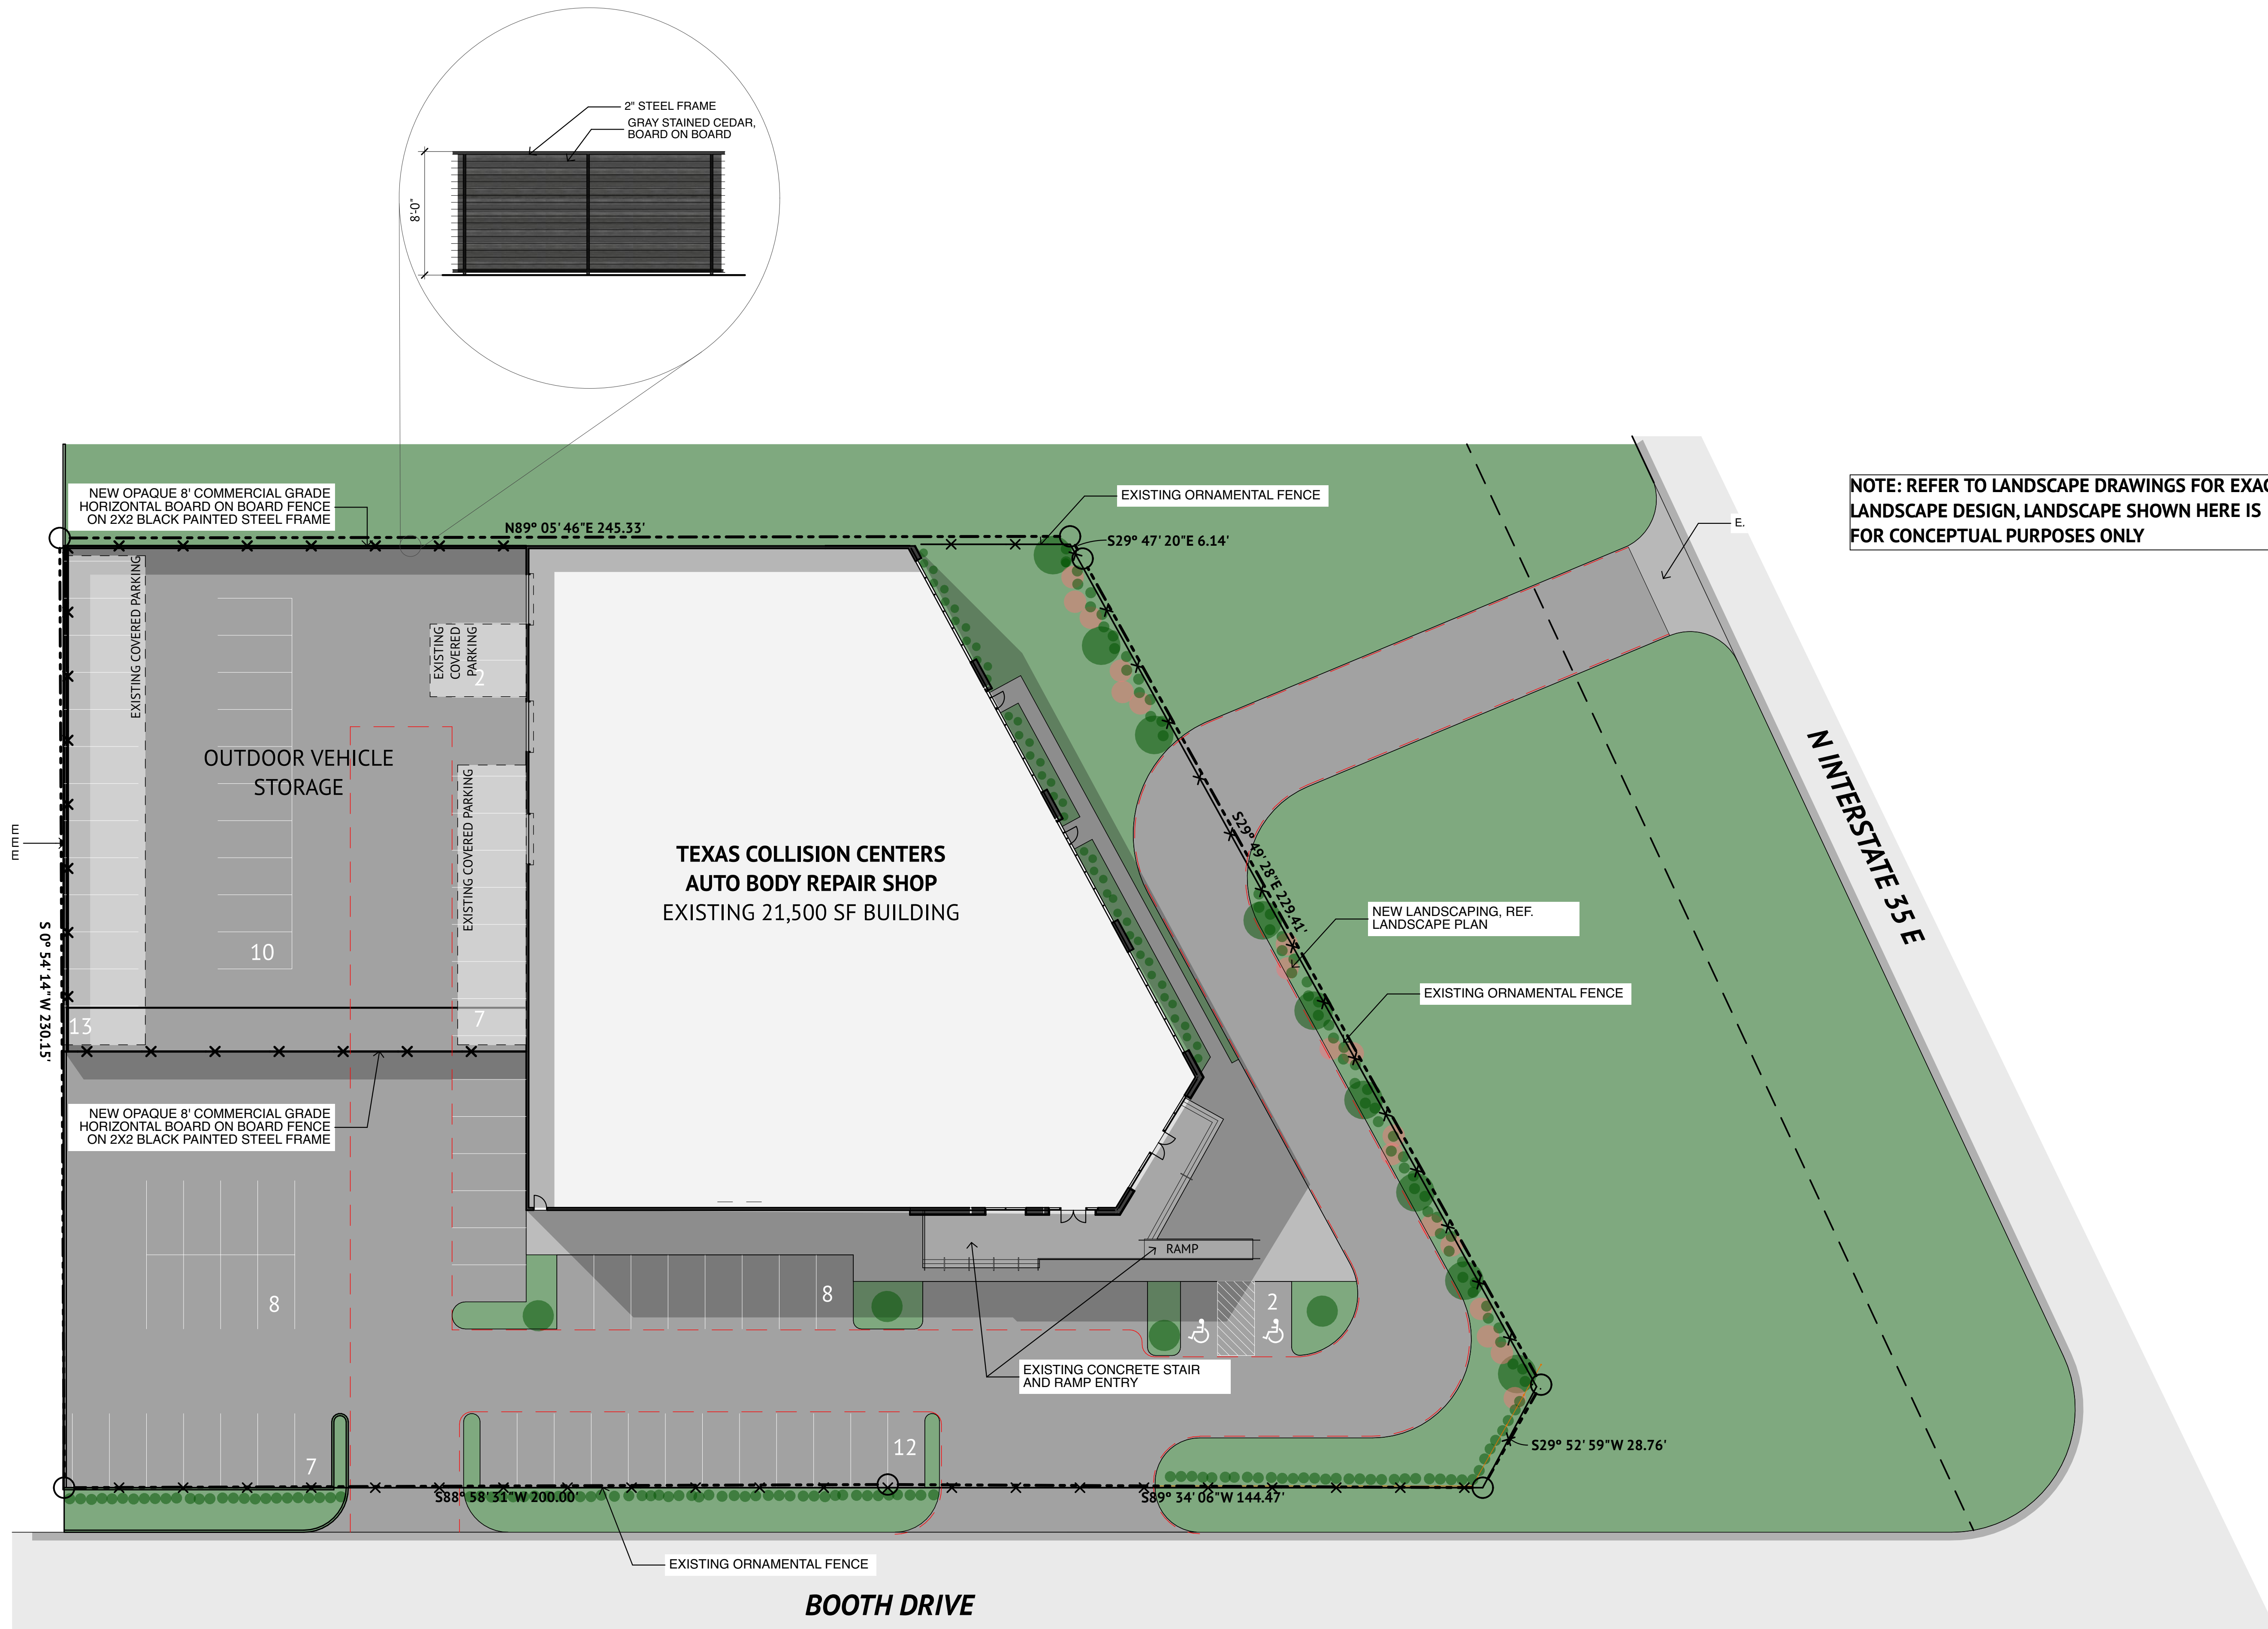 2" STEEL FRAME
GRAY STAINED CEDAR,
BOARD ON BOARD
8'-0"
NEW OPAQUE 8' COMMERCIAL GRADE
HORIZONTAL BOARD ON BOARD FENCE
ON 2X2 BLACK PAINTED STEEL FRAME
N89° 05' 46"E 245.33'
EXISTING ORNAMENTAL FENCE
S29° 47' 20"E 6.14'
E.
NOTE: REFER TO LANDSCAPE DRAWINGS FOR EXAC
LANDSCAPE DESIGN, LANDSCAPE SHOWN HERE IS
FOR CONCEPTUAL PURPOSES ONLY
EXISTING COVERED PARKING
EXISTING
COVERED
PARKING
2
OUTDOOR VEHICLE
STORAGE
EXISTING COVERED PARKING
10
13
7
S 0° 54' 14"W 230.15'
E
E
E
TEXAS COLLISION CENTERS
AUTO BODY REPAIR SHOP
EXISTING 21,500 SF BUILDING
S29° 49' 28"E 229.41'
N INTERSTATE 35 E
NEW LANDSCAPING, REF.
LANDSCAPE PLAN
EXISTING ORNAMENTAL FENCE
NEW OPAQUE 8' COMMERCIAL GRADE
HORIZONTAL BOARD ON BOARD FENCE
ON 2X2 BLACK PAINTED STEEL FRAME
RAMP
8
8
2
EXISTING CONCRETE STAIR
AND RAMP ENTRY
7
12
S29° 52' 59"W 28.76'
S88° 58' 31"W 200.00'
S89° 34' 06"W 144.47'
EXISTING ORNAMENTAL FENCE
BOOTH DRIVE